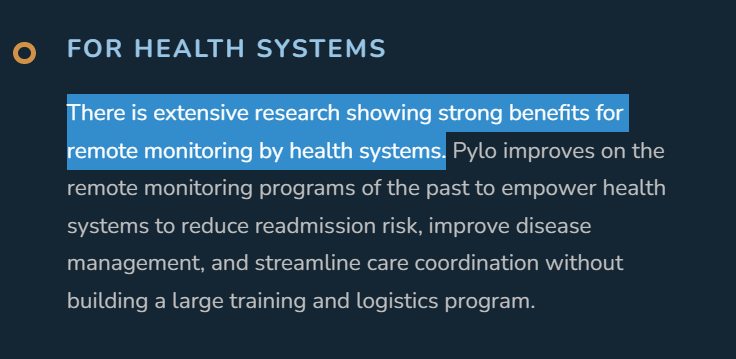 FOR HEALTH SYSTEMS
There is extensive research showing strong benefits for
remote monitoring by health systems. Pylo improves on the
remote monitoring programs of the past to empower health
systems to reduce readmission risk, improve disease
management, and streamline care coordination without
building a large training and logistics program.